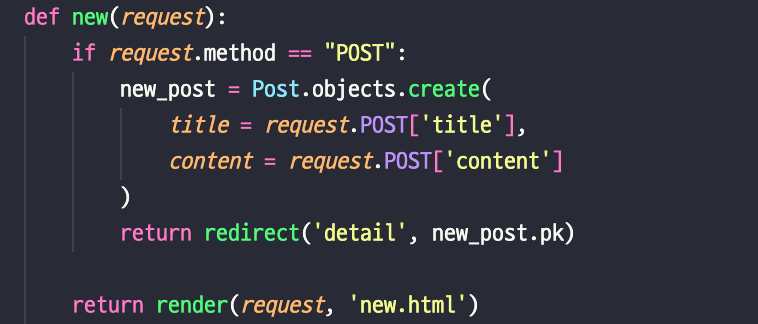 def new(request):
    if request.method == "POST":
        new_post = Post.objects.create(
            title = request.POST['title'],
            content = request.POST['content']
        )
        return redirect('detail', new_post.pk)

    return render(request, 'new.html')